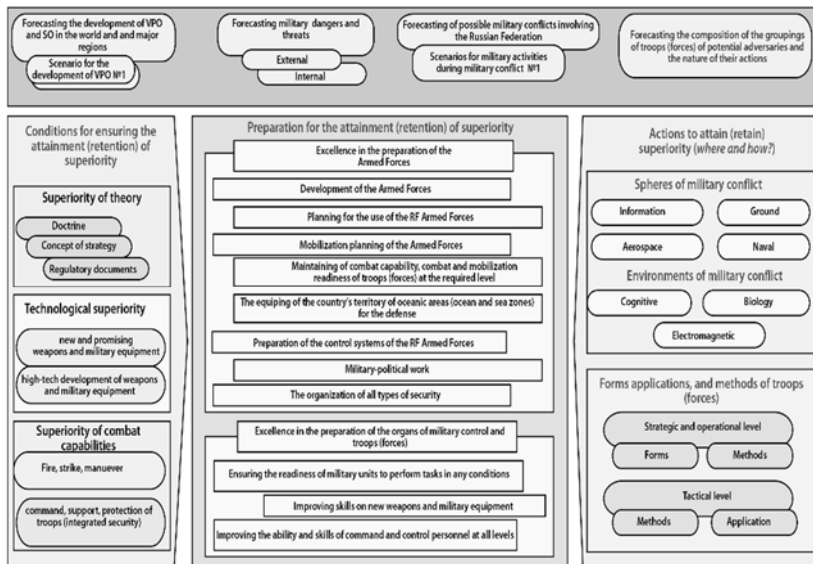 Forecasting the development of VPO
and SO in the world and and major
regions
Scenario for the
development of VPO №1
Forecasting military dangers and
threats
External
Internal
Forecasting of possible military conflicts involving
the Russian Federation
Scenarios for military activities
during military conflict №1
Forecasting the composition of the groupings
of troops (forces) of potential adversaries and
the nature of their actions
Conditions for ensuring the
attainment (retention) of
superiority
Superiority of theory
Doctrine
Concept of strategy
Regulatory documents
Technological superiority
new and promising
weapons and military equipment
high-tech development of weapons
and military equipment
Superiority of combat
capabilities
Fire, strike, manuever
command, support, protection of
troops (integrated security)
Preparation for the attainment (retention) of superiority
Excellence in the preparation of the
Armed Forces
Development of the Armed Forces
Planning for the use of the RF Armed Forces
Mobilization planning of the Armed Forces
Maintaining of combat capability, combat and mobilization
readiness of troops (forces) at the required level
The equiping of the country's territory of oceanic areas (ocean and sea zones)
for the defense
Preparation of the control systems of the RF Armed Forces
Military-political work
The organization of all types of security
Excellence in the preparation of the organs of military control and
troops (forces)
Ensuring the readiness of military units to perform tasks in any conditions
Improving skills on new weapons and military equipment
Improving the ability and skills of command and control personnel at all levels
Actions to attain (retain)
superiority (where and how?)
Spheres of military conflict
Information
Ground
Aerospace
Naval
Environments of military conflict
Cognitive
Biology
Electromagnetic
Forms applications, and methods of troops
(forces)
Strategic and operational level
Forms
Methods
Tactical level
Methods
Application